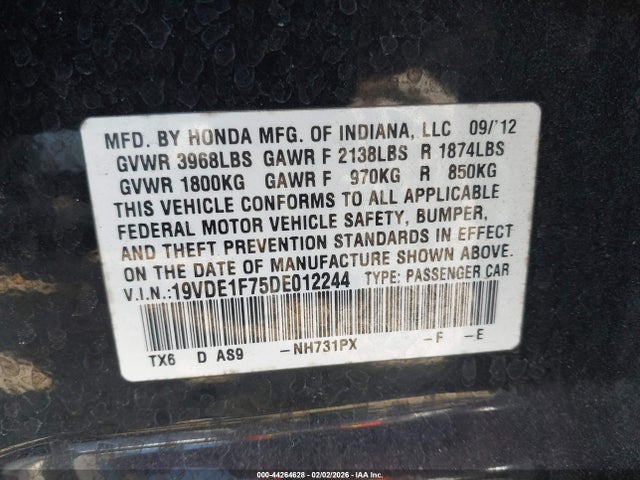 MFD. BY HONDA MFG. OF INDIANA, LLC 09/'12
GVWR 3968LBS GAWR F 2138LBS R 1874LBS
GVWR 1800KG GAWR F 970KG R 850KG
THIS VEHICLE CONFORMS TO ALL APPLICABLE
FEDERAL MOTOR VEHICLE SAFETY, BUMPER,
AND THEFT PREVENTION STANDARDS IN EFFECT
ON THE DATE OF MANUFACTURE SHOWN ABOVE.
V.I.N.:19VDE1F75DE012244 TYPE: PASSENGER CAR
TX6 D AS9 -NH731PX -F -E
000-44264628 - 02/02/2026 - IAA Inc.